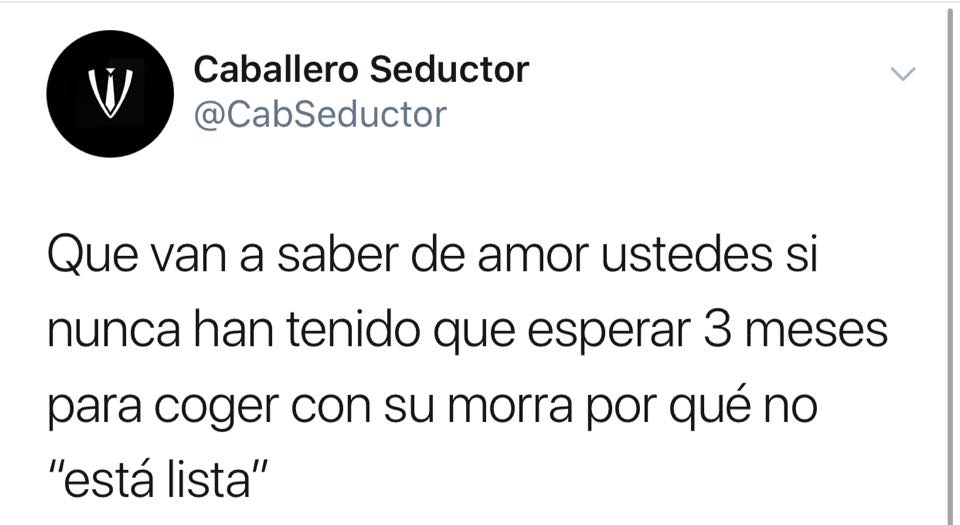 Caballero Seductor
@CabSeductor
Que van a saber de amor ustedes si
nunca han tenido que esperar 3 meses
para coger con su morra por qué no
"está lista"